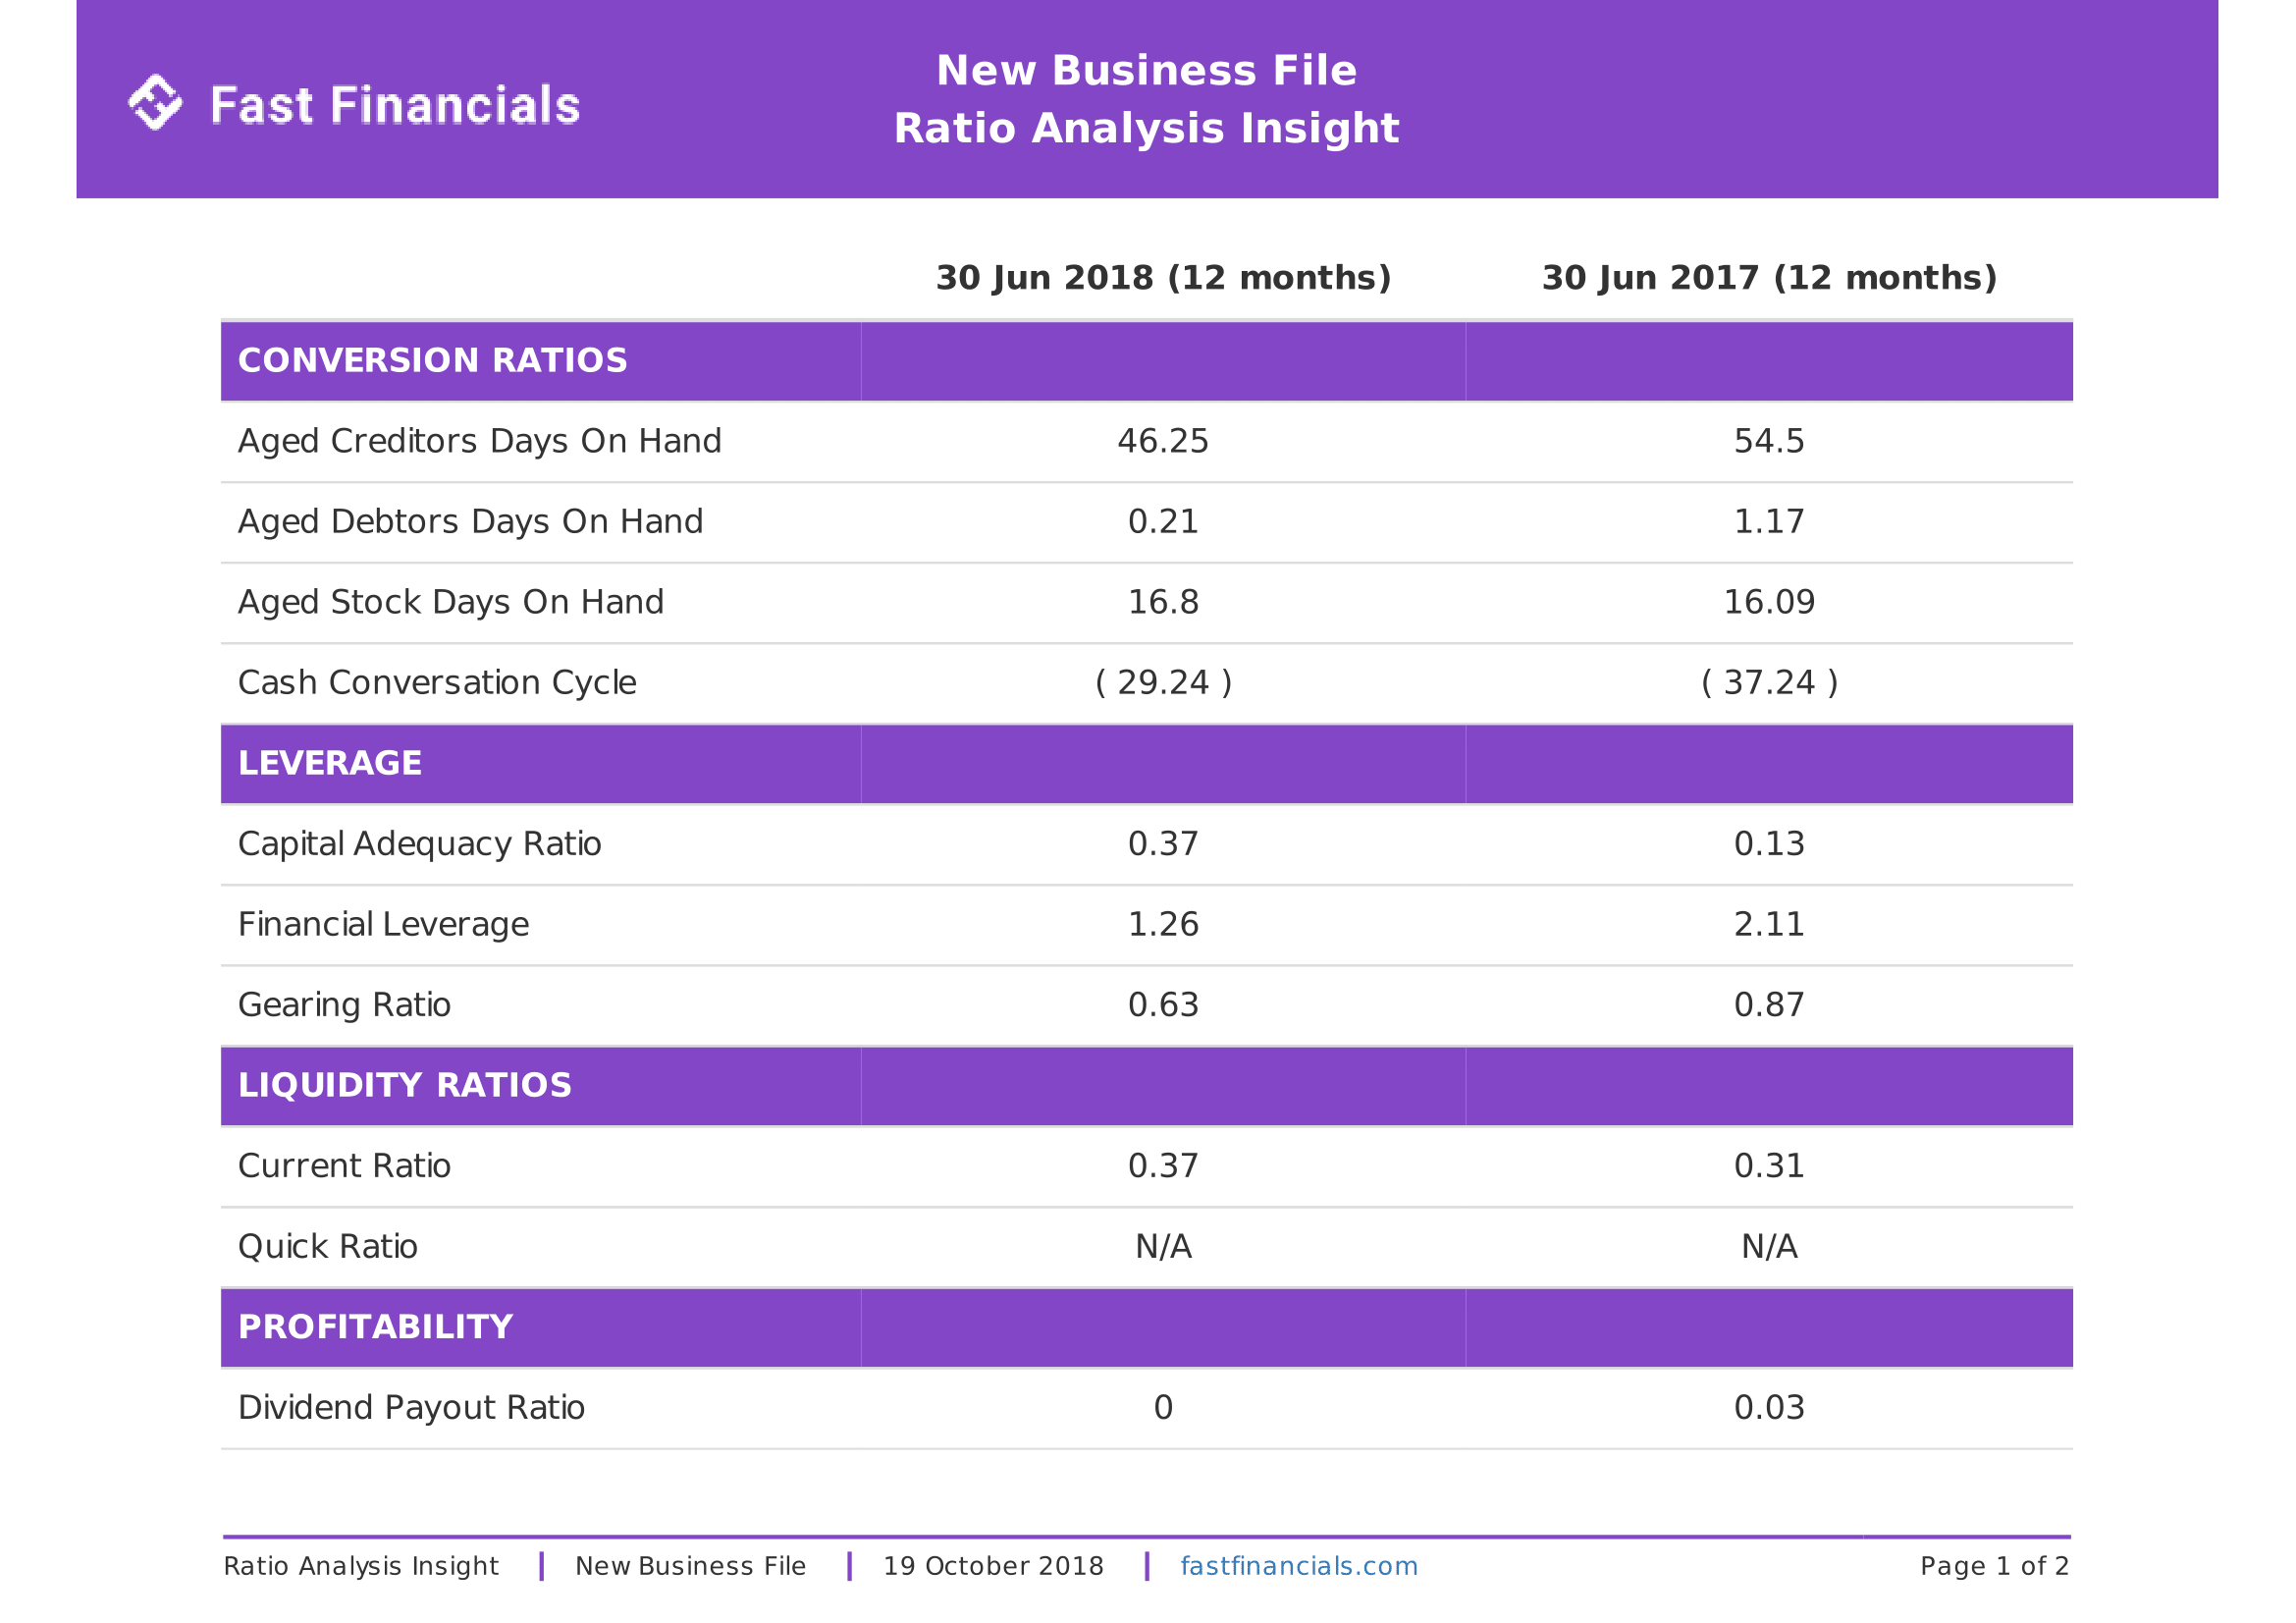 Fast Financials
New Business File
Ratio Analysis Insight
30 Jun 2018 (12 months) 30 Jun 2017 (12 months)
CONVERSION RATIOS
Aged Creditors Days On Hand 46.25 54.5
Aged Debtors Days On Hand 0.21 1.17
Aged Stock Days On Hand 16.8 16.09
Cash Conversation Cycle ( 29.24 ) ( 37.24 )
LEVERAGE
Capital Adequacy Ratio 0.37 0.13
Financial Leverage 1.26 2.11
Gearing Ratio 0.63 0.87
LIQUIDITY RATIOS
Current Ratio 0.37 0.31
Quick Ratio N/A N/A
PROFITABILITY
Dividend Payout Ratio 0 0.03
Ratio Analysis Insight | New Business File | 19 October 2018 | fastfinancials.com Page 1 of 2